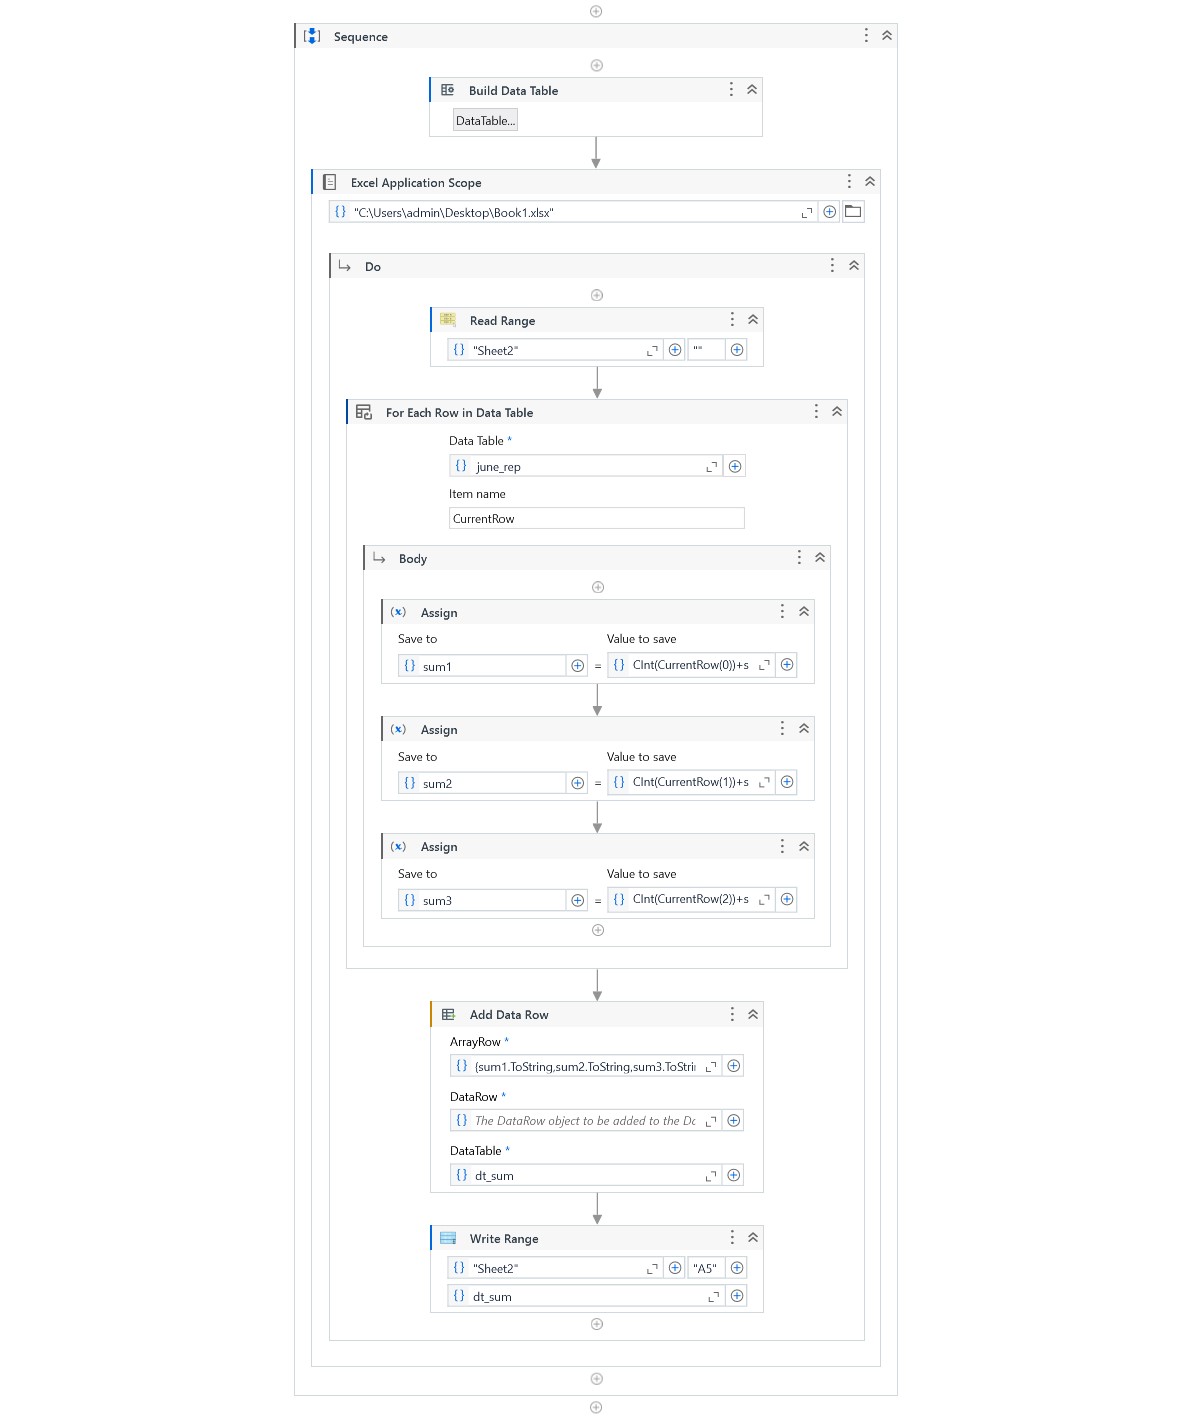 Sequence
Build Data Table
DataTable...
Excel Application Scope
"C:\Users\admin\Desktop\Book1.xlsx"
Do
Read Range
"Sheet2" ""
For Each Row in Data Table
Data Table *
june_rep
Item name
CurrentRow
Body
Assign
Save to Value to save
sum1 = CInt(CurrentRow(0))+s
Assign
Save to Value to save
sum2 = CInt(CurrentRow(1))+s
Assign
Save to Value to save
sum3 = CInt(CurrentRow(2))+s
Add Data Row
ArrayRow *
{sum1.ToString,sum2.ToString,sum3.ToStri
DataRow *
The DataRow object to be added to the Da
DataTable *
dt_sum
Write Range
"Sheet2" "A5"
dt_sum